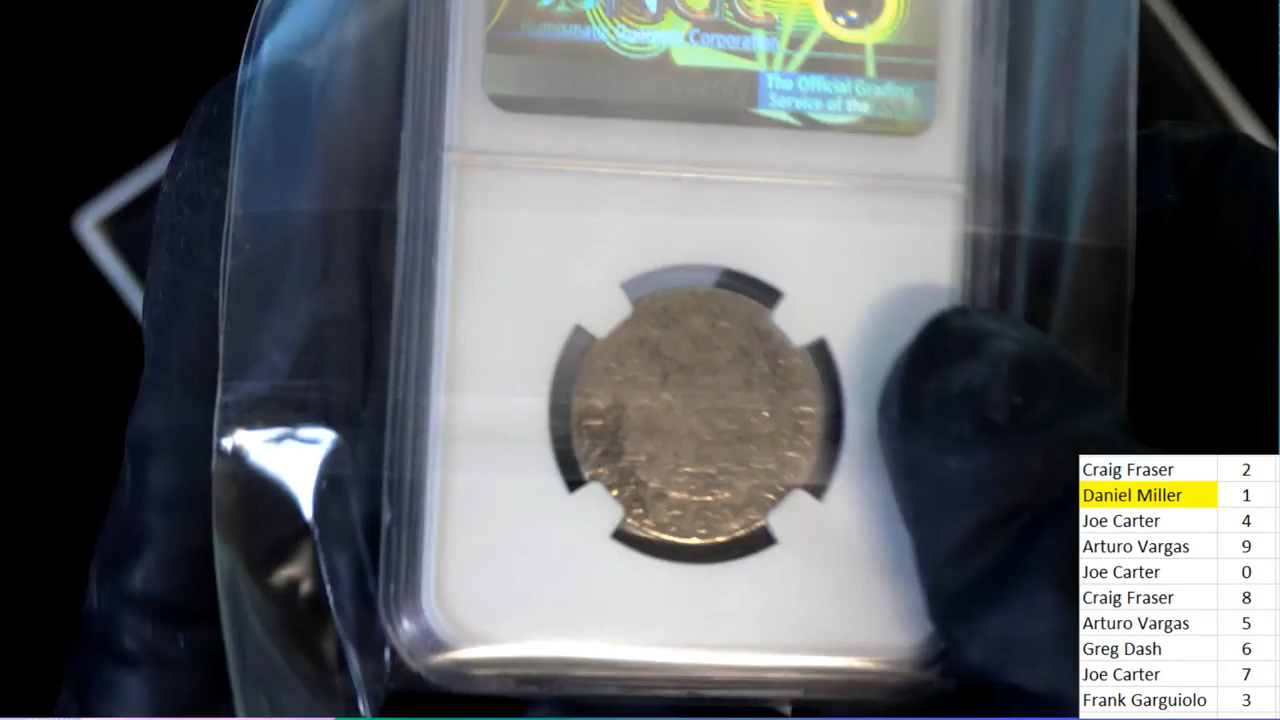 Numismatic Guaranty Corporation
The Official Grading
Service of the
Craig Fraser 2
Daniel Miller 1
Joe Carter 4
Arturo Vargas 9
Joe Carter 0
Craig Fraser 8
Arturo Vargas 5
Greg Dash 6
Joe Carter 7
Frank Garguiolo 3